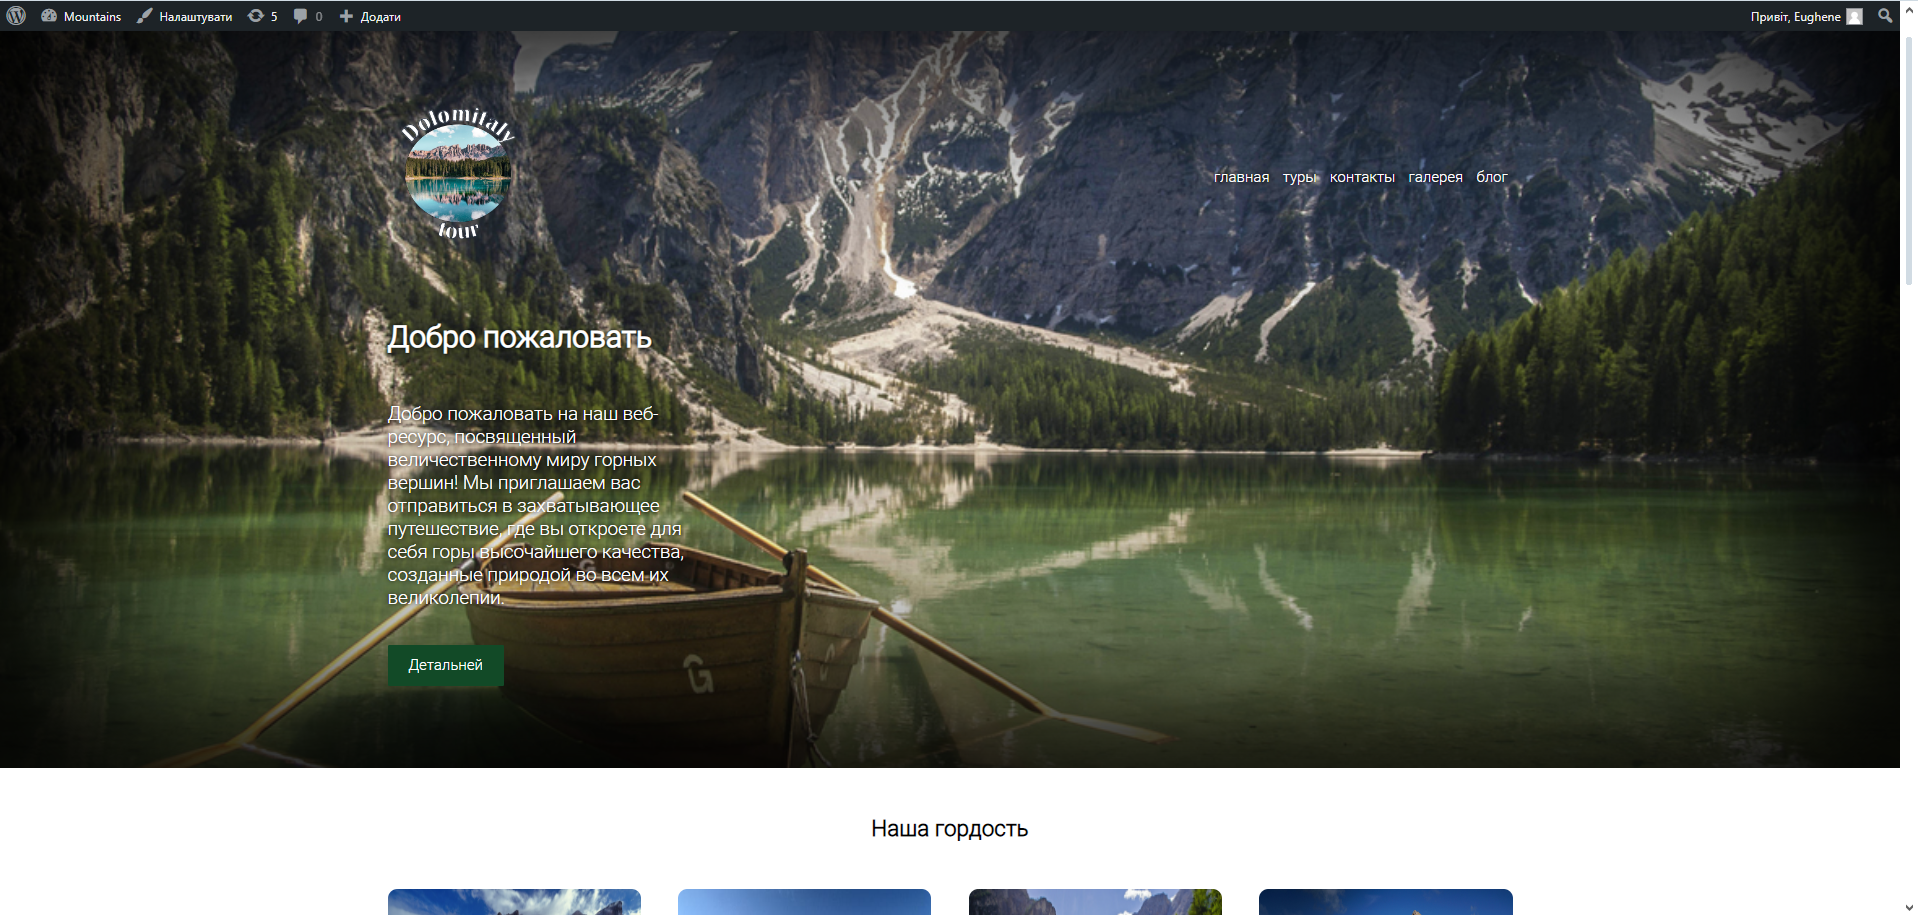 Mountains Налаштувати 5 0 Додати Привіт, Eughene
Dolomitaly
tour
главная туры контакты галерея блог
Добро пожаловать
Добро пожаловать на наш веб-
ресурс, посвященный
величественному миру горных
вершин! Мы приглашаем вас
отправиться в захватывающее
путешествие, где вы откроете для
себя горы высочайшего качества,
созданные природой во всем их
великолепии.
G
Детальней
G
Наша гордость